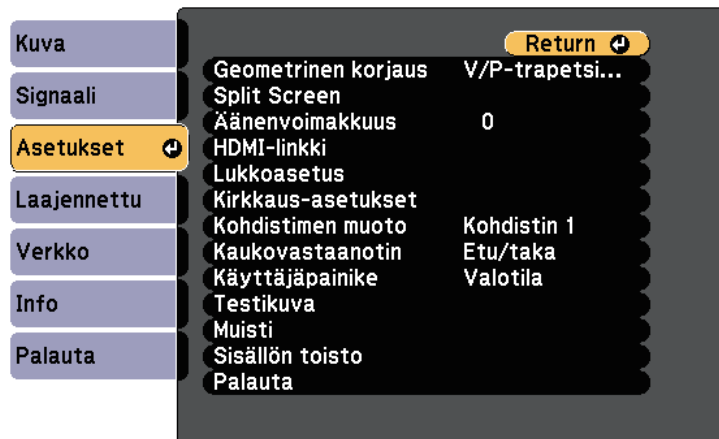 Kuva
Signaali
Asetukset
Laajennettu
Verkko
Info
Palauta
Return
Geometrinen korjaus V/P-trapetsi...
Split Screen
Äänenvoimakkuus 0
HDMI-linkki
Lukkoasetus
Kirkkaus-asetukset
Kohdistimen muoto Kohdistin 1
Kaukovastaanotin Etu/taka
Käyttäjäpainike Valotila
Testikuva
Muisti
Sisällön toisto
Palauta